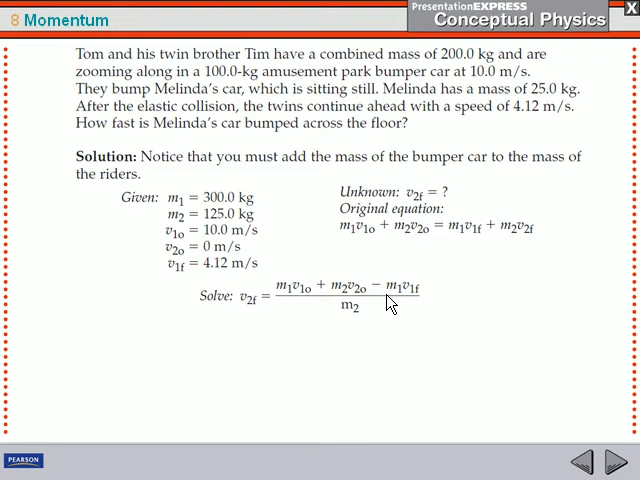 PresentationEXPRESS
X
8 Momentum
Conceptual Physics
Tom and his twin brother Tim have a combined mass of 200.0 kg and are
zooming along in a 100.0-kg amusement park bumper car at 10.0 m/s.
They bump Melinda's car, which is sitting still. Melinda has a mass of 25.0 kg.
After the elastic collision, the twins continue ahead with a speed of 4.12 m/s.
How fast is Melinda's car bumped across the floor?
Solution: Notice that you must add the mass of the bumper car to the mass of
the riders.
Given: m₁ = 300.0 kg
m₂ = 125.0 kg
v₁ₒ = 10.0 m/s
v₂ₒ = 0 m/s
v1f = 4.12 m/s
Unknown: v2f = ?
Original equation:
m₁v₁ₒ + m₂v₂ₒ = m₁v1f + m₂v2f
Solve: v2f = m₁v₁ₒ + m₂v₂ₒ − m₁v1f
m₂
PEARSON